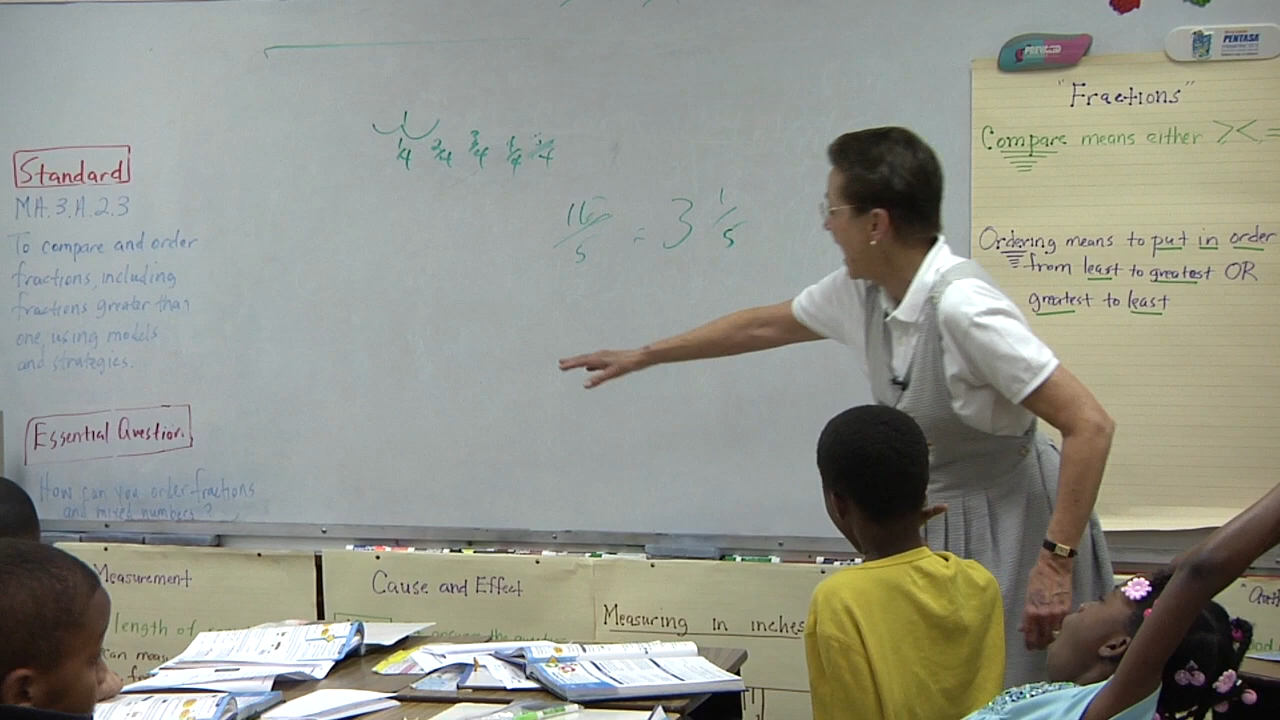 Standard
MA.3.A.2.3
To compare and order
fractions, including
fractions greater than
one, using models
and strategies.
Essential Question
How can you order fractions
and mixed numbers?
1
1/4 2/4 3/4
16/5 = 3 1/5
PENTASA
"Fractions"
Compare means either > < =
Ordering means to put in order
from least to greatest OR
greatest to least
Measurement
length of
Cause and Effect
Measuring in inches